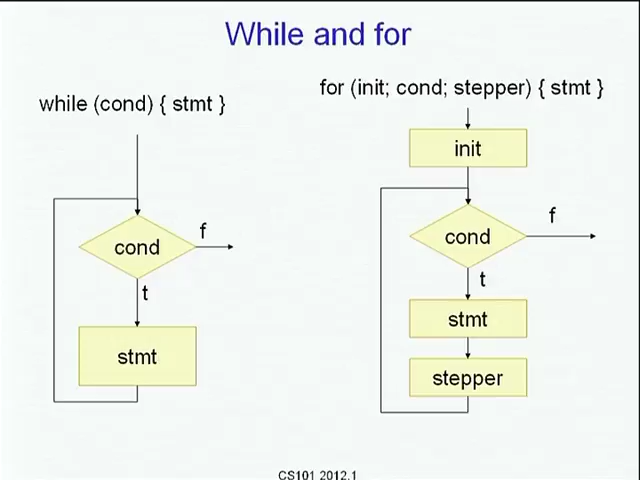 While and for
while (cond) { stmt }
cond
f
t
stmt
for (init; cond; stepper) { stmt }
init
cond
f
t
stmt
stepper
CS101 2012.1